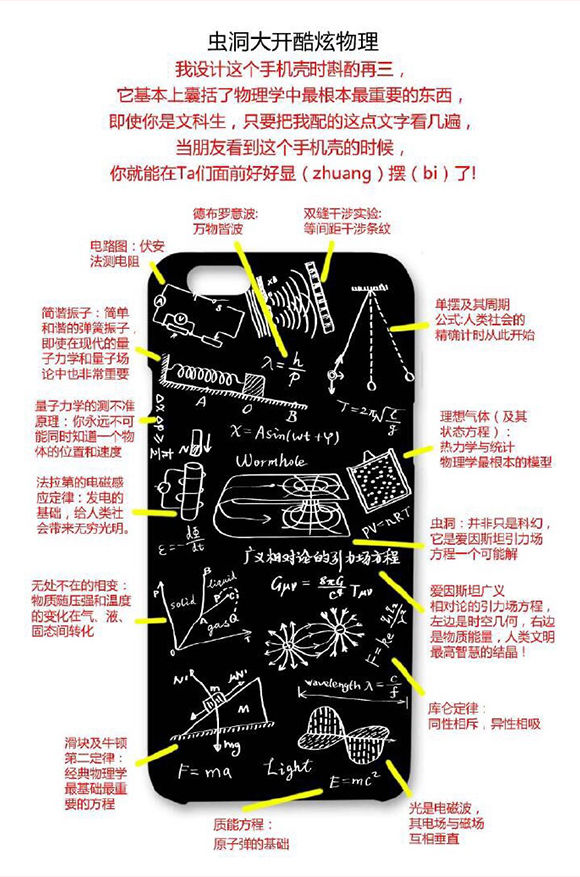 虫洞大开酷炫物理
我设计这个手机壳时斟酌再三，
它基本上囊括了物理学中最根本最重要的东西，
即使你是文科生，只要把我配的这点文字看几遍，
当朋友看到这个手机壳的时候，
你就能在Ta们面前好好显（zhuang）摆（bi）了!
德布罗意波:
万物皆波
双缝干涉实验:
等间距干涉条纹
电路图：伏安
法测电阻
简谐振子：简单
和谐的弹簧振子，
即使在现代的量
子力学和量子场
论中也非常重要
单摆及其周期
公式:人类社会的
精确计时从此开始
量子力学的测不准
原理：你永远不可
能同时知道一个物
体的位置和速度
理想气体（及其
状态方程）：
热力学与统计
物理学最根本的模型
法拉第的电磁感
应定律：发电的
基础，给人类社
会带来无穷光明。
虫洞：并非只是科幻，
它是爱因斯坦引力场
方程一个可能解
无处不在的相变：
物质随压强和温度
的变化在气、液、
固态间转化
爱因斯坦广义
相对论的引力场方程，
左边是时空几何，右边
是物质能量，人类文明
最高智慧的结晶！
库仑定律：
同性相斥，异性相吸
滑块及牛顿
第二定律：
经典物理学
最基础最重
要的方程
质能方程：
原子弹的基础
光是电磁波，
其电场与磁场
互相垂直
λ = h/p
A O B
T = 2π√(l/g)
X = Asin(wt + φ)
Wormhole
PV = nRT
ε = - dΦ/dt
广义相对论的引力场方程
Gμν = 8πG/c⁴ Tμν
P
solid
liquid
gas
T
wavelength λ = c/f
N
m
M
mg
F = ma
Light
E = mc²